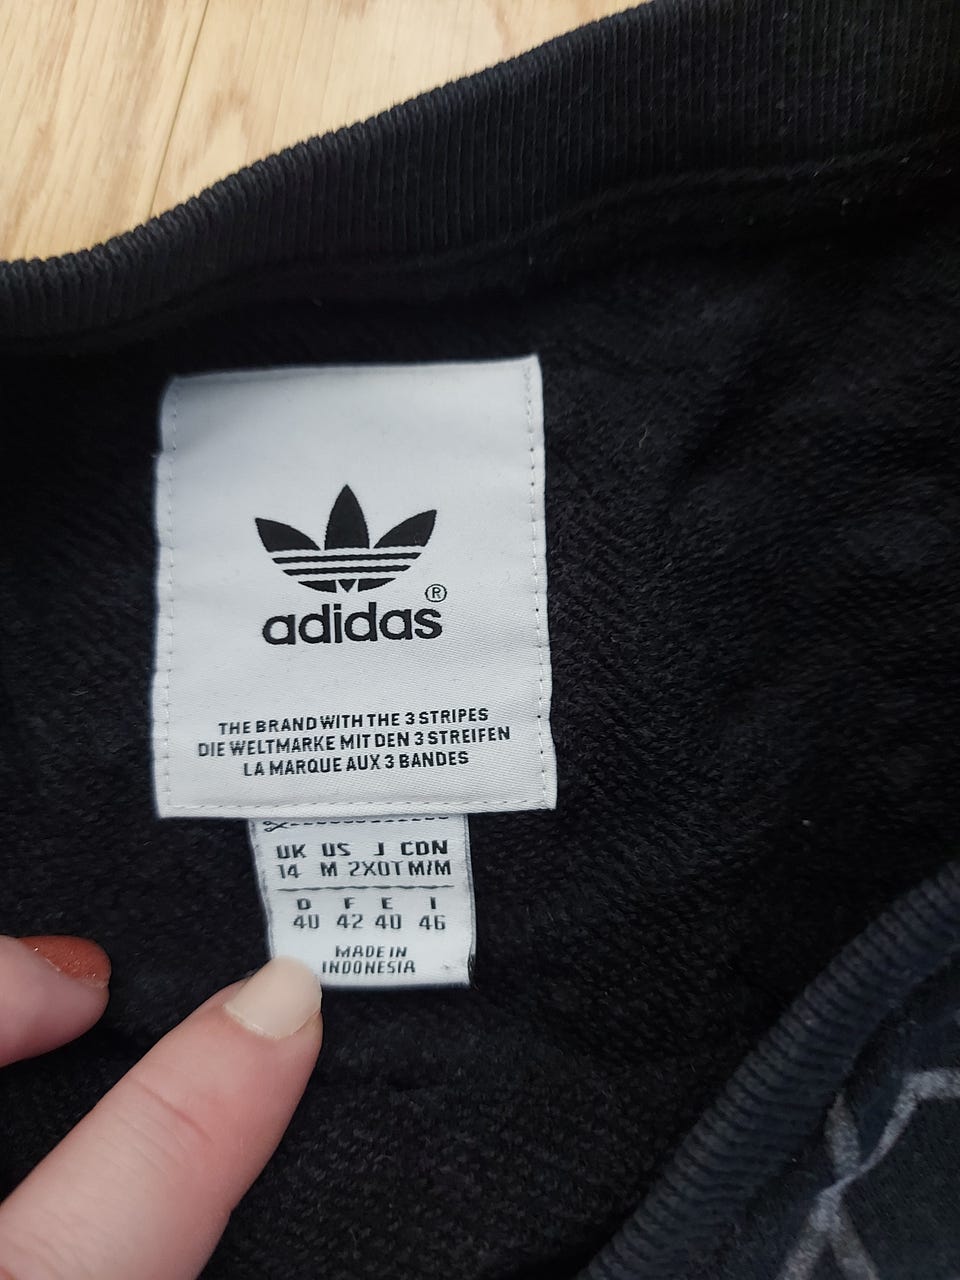 adidas®
THE BRAND WITH THE 3 STRIPES
DIE WELTMARKE MIT DEN 3 STREIFEN
LA MARQUE AUX 3 BANDES
UK US J CDN
14 M 2XOT M/M
D F E I
40 42 40 46
MADE IN
INDONESIA